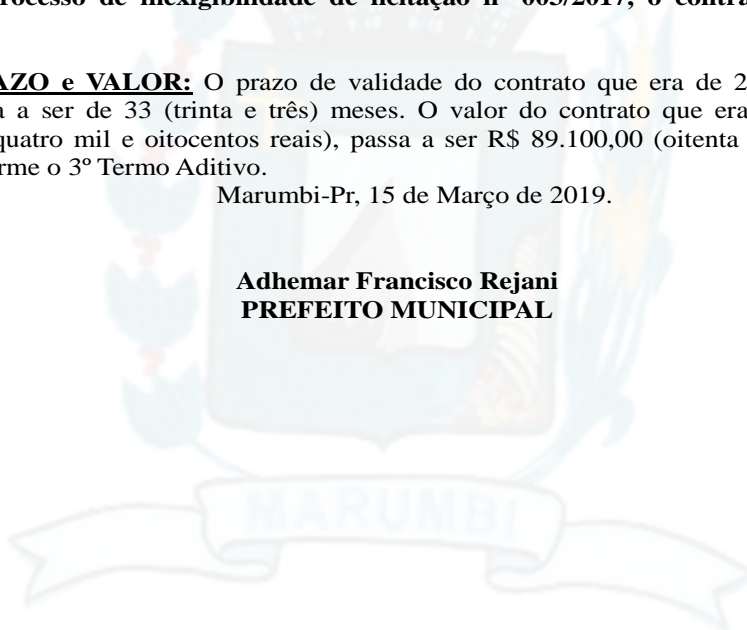 rocesso de inexigibilidade de licitação nº 003/2017, o contra
AZO e VALOR: O prazo de validade do contrato que era de 2
a a ser de 33 (trinta e três) meses. O valor do contrato que era
quatro mil e oitocentos reais), passa a ser R$ 89.100,00 (oitenta
rme o 3º Termo Aditivo.
Marumbi-Pr, 15 de Março de 2019.
Adhemar Francisco Rejani
PREFEITO MUNICIPAL
MARUMBI